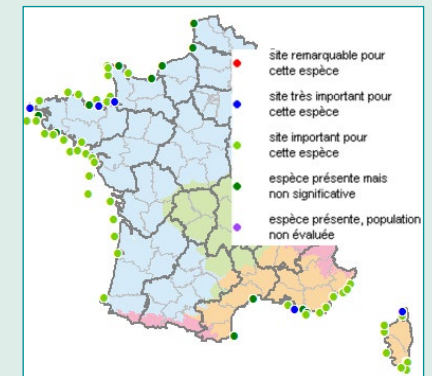 site remarquable pour
cette espèce
site très important pour
cette espèce
site important pour
cette espèce
espèce présente mais
non significative
espèce présente, population
non évaluée